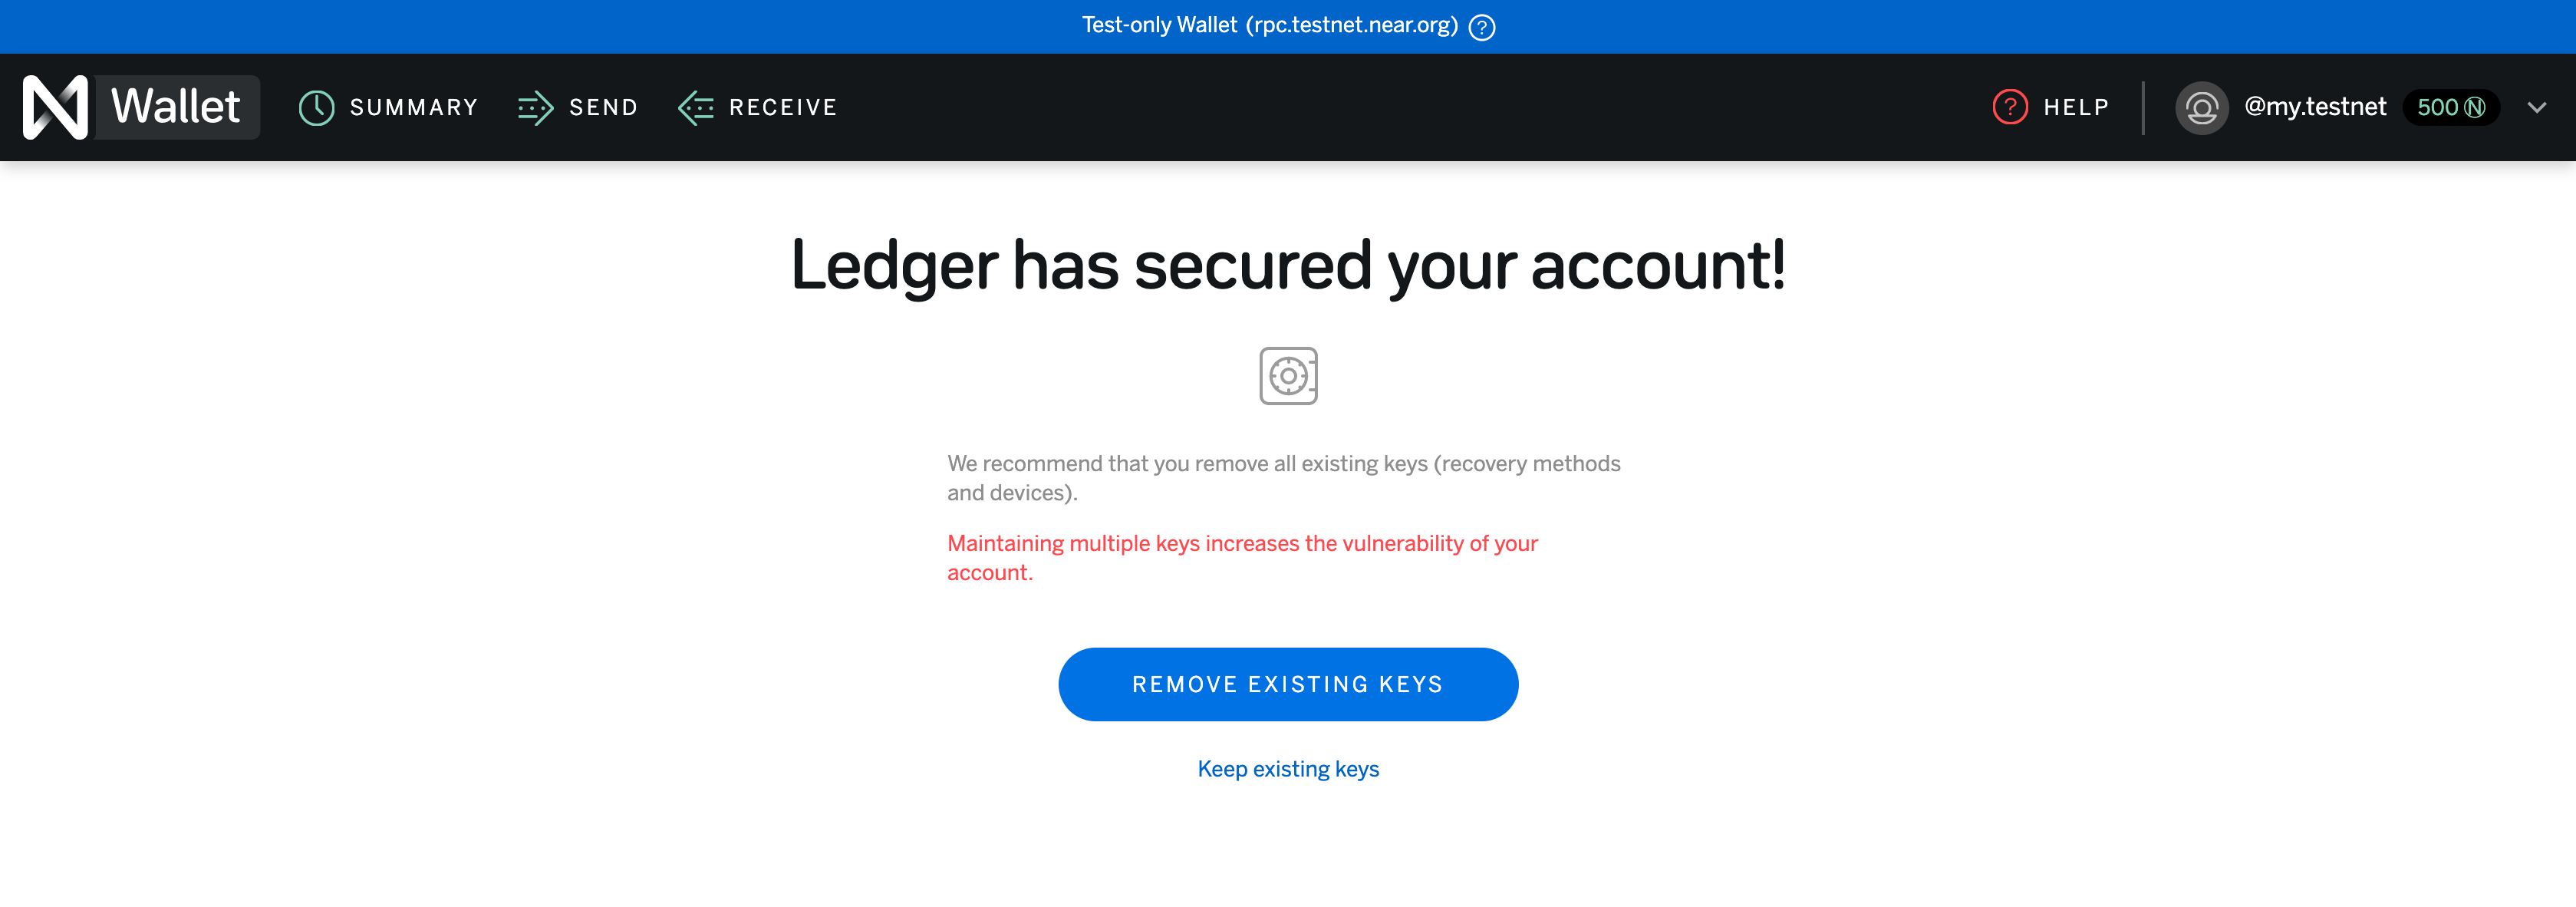 Test-only Wallet (rpc.testnet.near.org) ?
N Wallet SUMMARY SEND RECEIVE ? HELP @my.testnet 500 N
Ledger has secured your account!
We recommend that you remove all existing keys (recovery methods
and devices).
Maintaining multiple keys increases the vulnerability of your
account.
REMOVE EXISTING KEYS
Keep existing keys